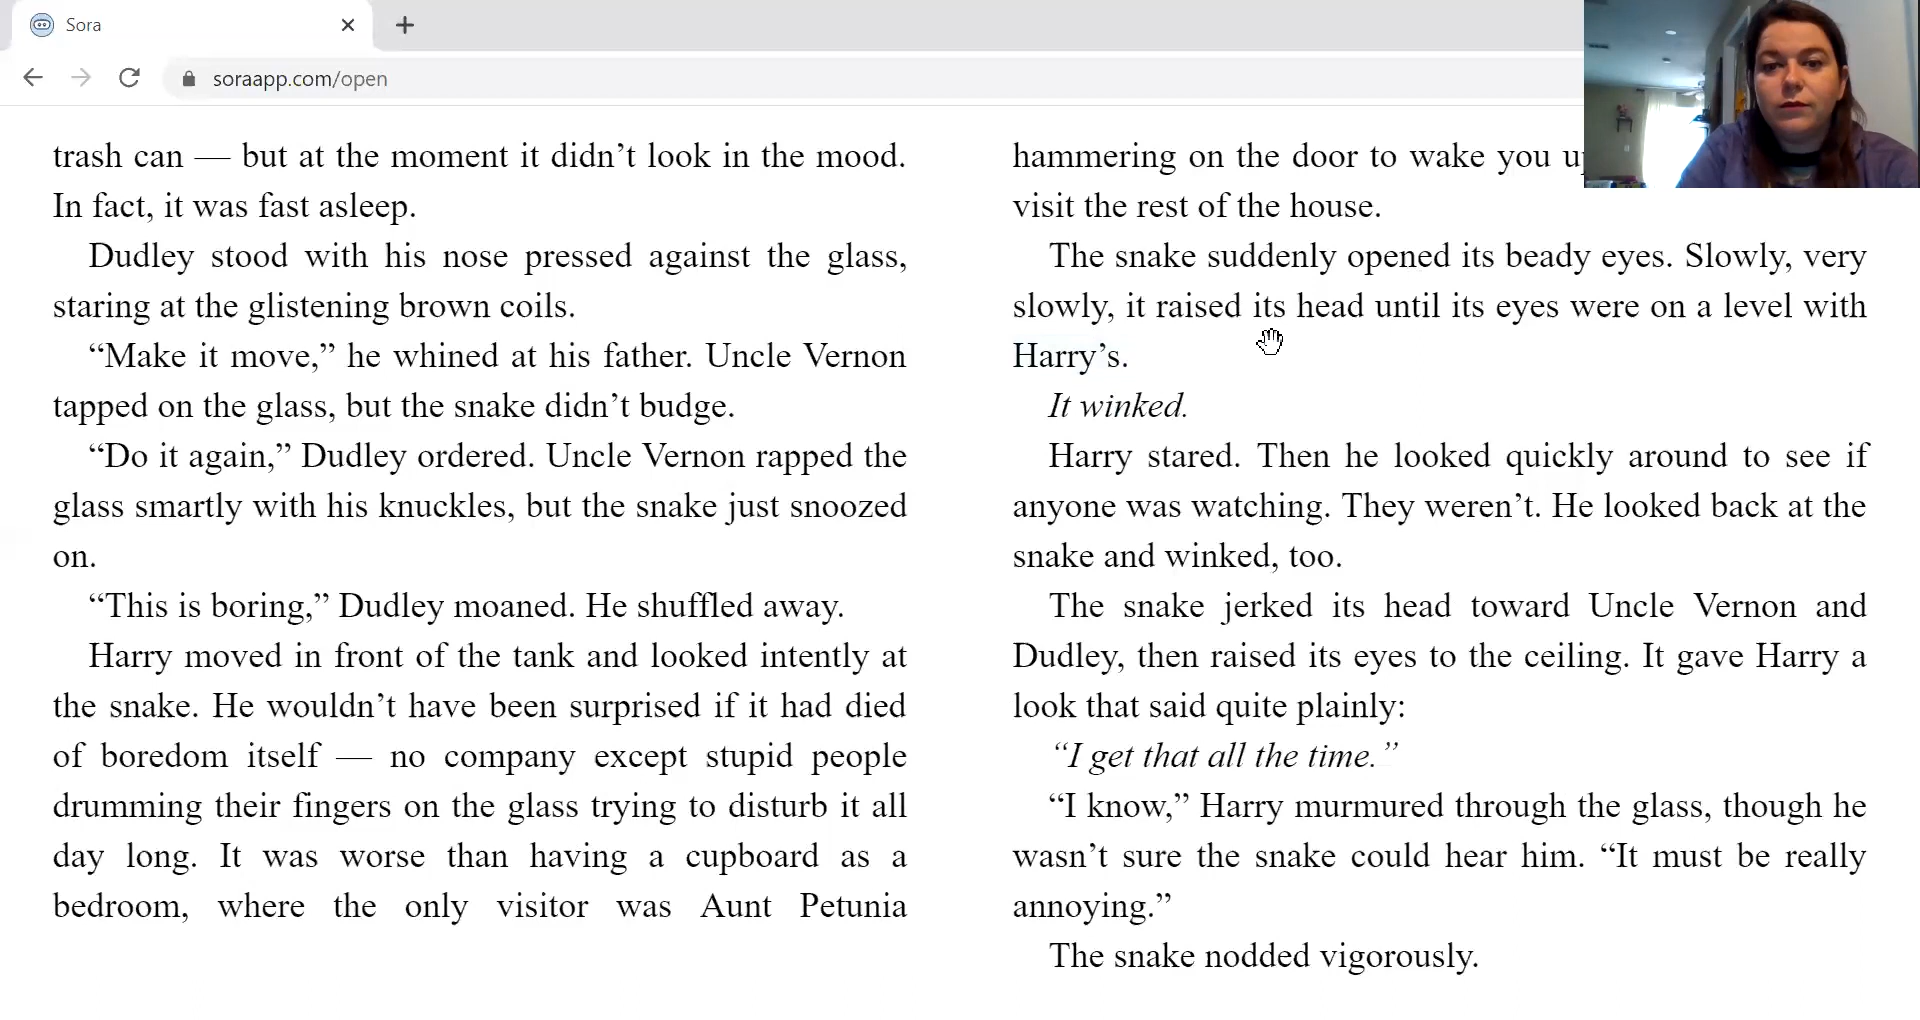 Sora
soraapp.com/open
trash can — but at the moment it didn’t look in the mood.
In fact, it was fast asleep.
Dudley stood with his nose pressed against the glass,
staring at the glistening brown coils.
“Make it move,” he whined at his father. Uncle Vernon
tapped on the glass, but the snake didn’t budge.
“Do it again,” Dudley ordered. Uncle Vernon rapped the
glass smartly with his knuckles, but the snake just snoozed
on.
“This is boring,” Dudley moaned. He shuffled away.
Harry moved in front of the tank and looked intently at
the snake. He wouldn’t have been surprised if it had died
of boredom itself — no company except stupid people
drumming their fingers on the glass trying to disturb it all
day long. It was worse than having a cupboard as a
bedroom, where the only visitor was Aunt Petunia
hammering on the door to wake you
visit the rest of the house.
The snake suddenly opened its beady eyes. Slowly, very
slowly, it raised its head until its eyes were on a level with
Harry’s.
It winked.
Harry stared. Then he looked quickly around to see if
anyone was watching. They weren’t. He looked back at the
snake and winked, too.
The snake jerked its head toward Uncle Vernon and
Dudley, then raised its eyes to the ceiling. It gave Harry a
look that said quite plainly:
“I get that all the time.”
“I know,” Harry murmured through the glass, though he
wasn’t sure the snake could hear him. “It must be really
annoying.”
The snake nodded vigorously.